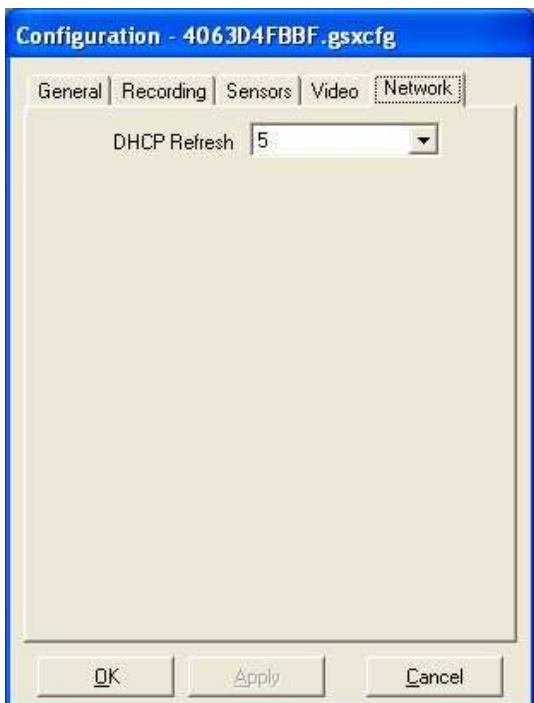 Configuration - 4063D4FBBF.gsxcfg
General Recording Sensors Video Network
DHCP Refresh 5
OK Apply Cancel